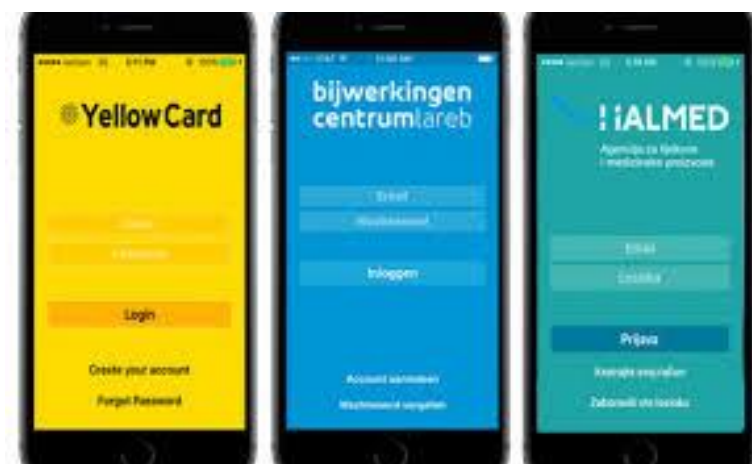 YellowCard
Login
Create your account
Forgot Password
bijwerkingen
centrumlareb
Email
Wachtwoord
Inloggen
Account aanmaken
Wachtwoord vergeten
HALMED
Agencija za lijekove
i medicinske proizvode
Email
Lozinka
Prijava
Kreirajte svoj račun
Zaboravili ste lozinku